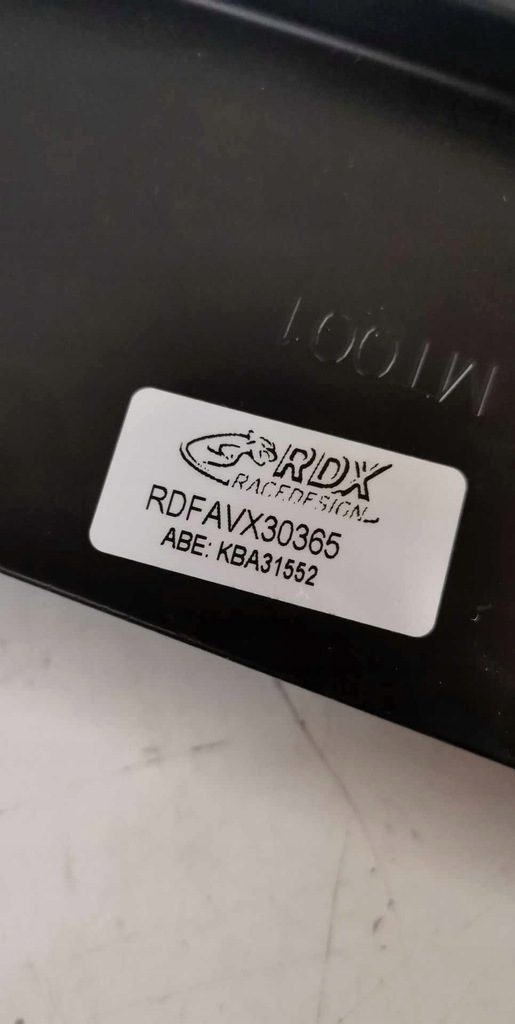 RDX
RACEDESIGN
RDFAVX30365
ABE: KBA31552